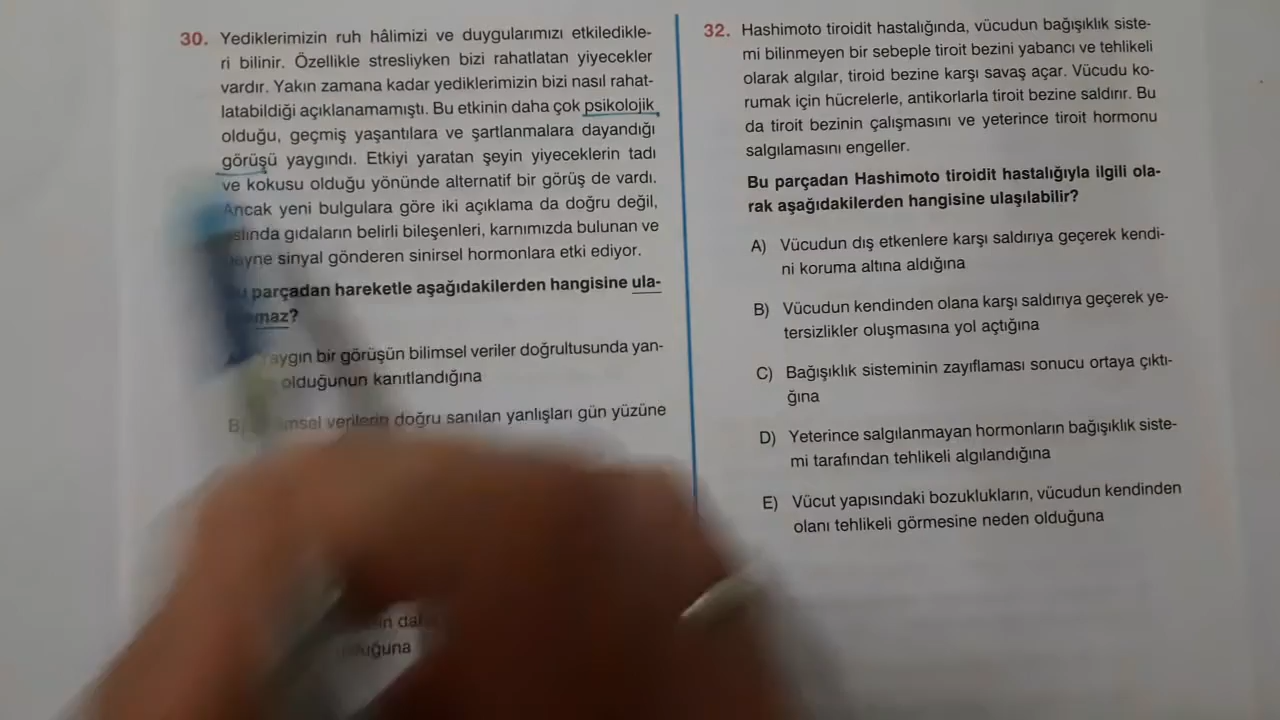 30. Yediklerimizin ruh hâlimizi ve duygularımızı etkiledikle-
ri bilinir. Özellikle stresliyken bizi rahatlatan yiyecekler
vardır. Yakın zamana kadar yediklerimizin bizi nasıl rahat-
latabildiği açıklanamamıştı. Bu etkinin daha çok psikolojik
olduğu, geçmiş yaşantılara ve şartlanmalara dayandığı
görüşü yaygındı. Etkiyi yaratan şeyin yiyeceklerin tadı
ve kokusu olduğu yönünde alternatif bir görüş de vardı.
Ancak yeni bulgulara göre iki açıklama da doğru değil,
gıdaların belirli bileşenleri, karnımızda bulunan ve
sinyal gönderen sinirsel hormonlara etki ediyor.
parçadan hareketle aşağıdakilerden hangisine ula-
maz?
bir görüşün bilimsel veriler doğrultusunda yan-
olduğunun kanıtlandığına
B) verilerin doğru sanılan yanlışları gün yüzüne
32. Hashimoto tiroidit hastalığında, vücudun bağışıklık siste-
mi bilinmeyen bir sebeple tiroit bezini yabancı ve tehlikeli
olarak algılar, tiroid bezine karşı savaş açar. Vücudu ko-
rumak için hücrelerle, antikorlarla tiroit bezine saldırır. Bu
da tiroit bezinin çalışmasını ve yeterince tiroit hormonu
salgılamasını engeller.
Bu parçadan Hashimoto tiroidit hastalığıyla ilgili ola-
rak aşağıdakilerden hangisine ulaşılabilir?
A) Vücudun dış etkenlere karşı saldırıya geçerek kendi-
ni koruma altına aldığına
B) Vücudun kendinden olana karşı saldırıya geçerek ye-
tersizlikler oluşmasına yol açtığına
C) Bağışıklık sisteminin zayıflaması sonucu ortaya çıktı-
ğına
D) Yeterince salgılanmayan hormonların bağışıklık siste-
mi tarafından tehlikeli algılandığına
E) Vücut yapısındaki bozuklukların, vücudun kendinden
olanı tehlikeli görmesine neden olduğuna